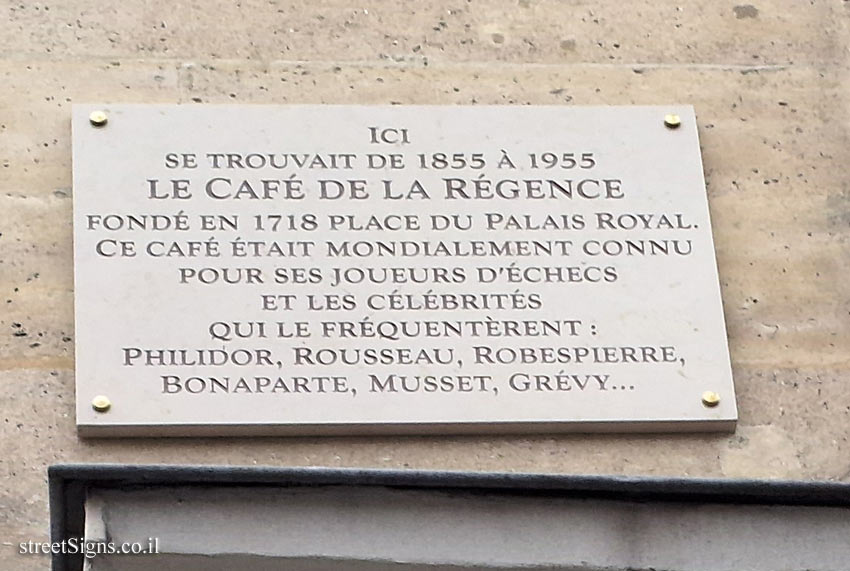 ICI
SE TROUVAIT DE 1855 À 1955
LE CAFÉ DE LA RÉGENCE
FONDÉ EN 1718 PLACE DU PALAIS ROYAL.
CE CAFÉ ÉTAIT MONDIALEMENT CONNU
POUR SES JOUEURS D'ÉCHECS
ET LES CÉLÉBRITÉS
QUI LE FRÉQUENTÈRENT :
PHILIDOR, ROUSSEAU, ROBESPIERRE,
BONAPARTE, MUSSET, GRÉVY...
streetSigns.co.il